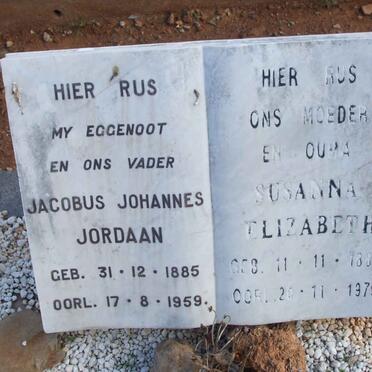 HIER RUS
MY EGGENOOT
EN ONS VADER
JACOBUS JOHANNES
JORDAAN
GEB. 31-12-1885
OORL. 17-8-1959.
HIER RUS
ONS MOEDER
EN OUMA
SUSANNA
ELIZABETH
GEB. 11-11-
OORL. 11-